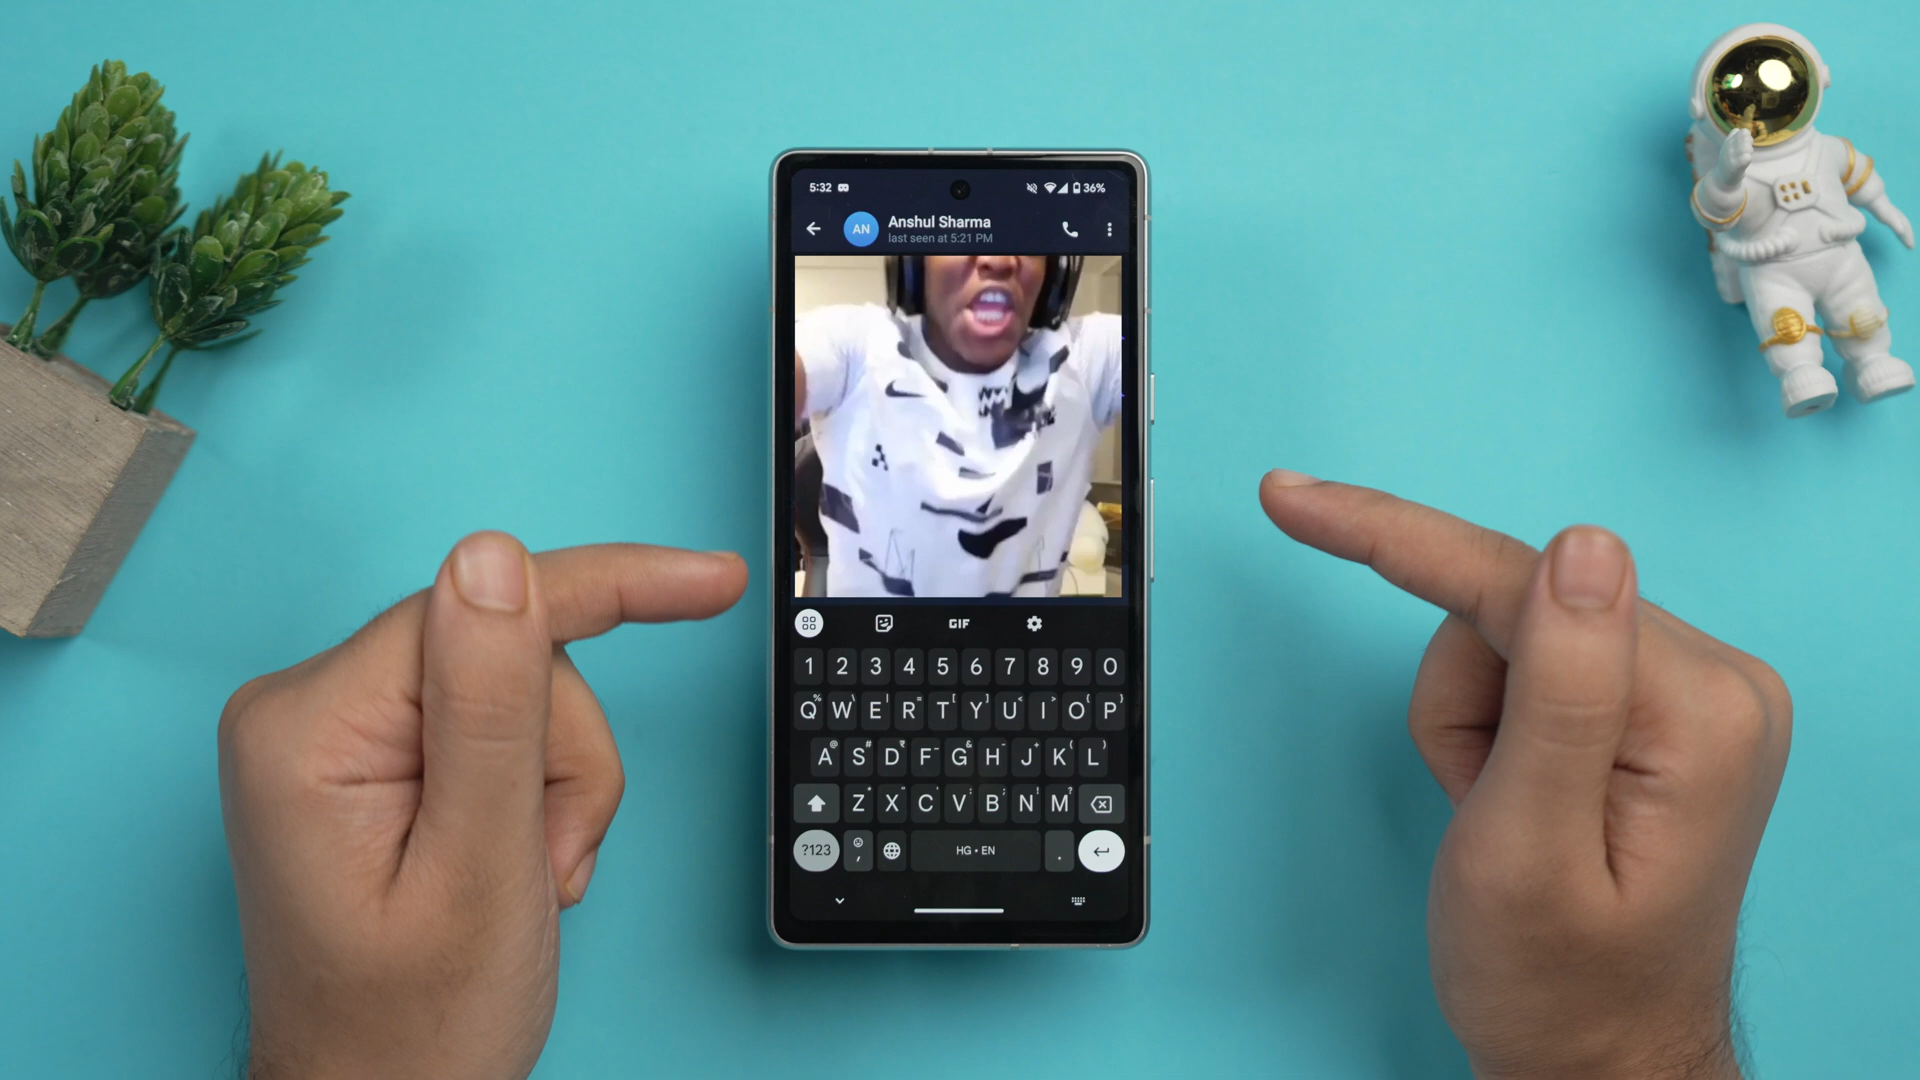 5:32
36%
AN
Anshul Sharma
last seen at 5:21 PM
GIF
1 2 3 4 5 6 7 8 9 0
Q% W\ E| R= T[ Y] U< I> O{ P}
A@ S# D₹ F- G& H- J+ K( L)
Z* X" C' V: B; N! M?
?123 , HG • EN .